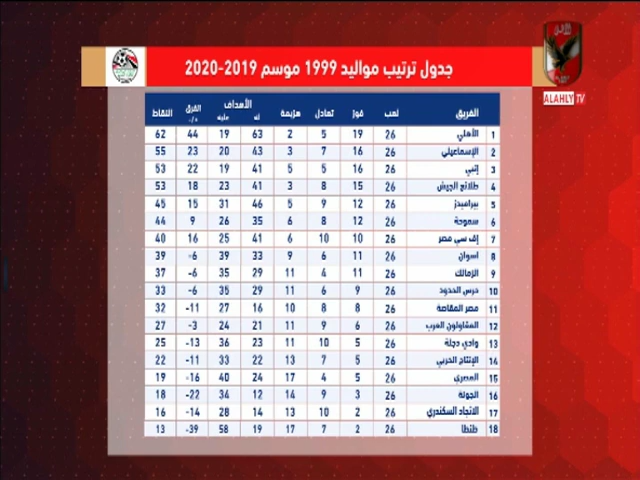 جدول ترتيب مواليد 1999 موسم 2019-2020
ALAHLY TV
الفريق لعب فوز تعادل هزيمة الأهداف له عليه الفرق +/- النقاط
1 الأهلي 26 19 5 2 63 19 44 62
2 الإسماعيلي 26 16 7 3 43 20 23 55
3 إنبي 26 16 5 5 41 19 22 53
4 طلائع الجيش 26 15 8 3 41 23 18 53
5 بيراميدز 26 12 9 5 46 31 15 45
6 سموحة 26 12 8 6 35 26 9 44
7 إف سي مصر 26 10 10 6 41 25 16 40
8 اسوان 26 11 6 9 33 39 6- 39
9 الزمالك 26 11 4 11 29 35 6- 37
10 حرس الحدود 26 9 6 11 29 35 6- 33
11 مصر المقاصة 26 8 8 10 16 27 11- 32
12 المقاولون العرب 26 6 9 11 21 24 3- 27
13 وادي دجلة 26 5 10 11 23 36 13- 25
14 الإنتاج الحربي 26 5 7 13 22 33 11- 22
15 المصري 26 5 4 17 24 40 16- 19
16 الجونة 26 3 9 14 12 34 22- 18
17 الاتحاد السكندري 26 2 10 13 14 28 14- 16
18 طنطا 26 2 7 17 19 58 39- 13